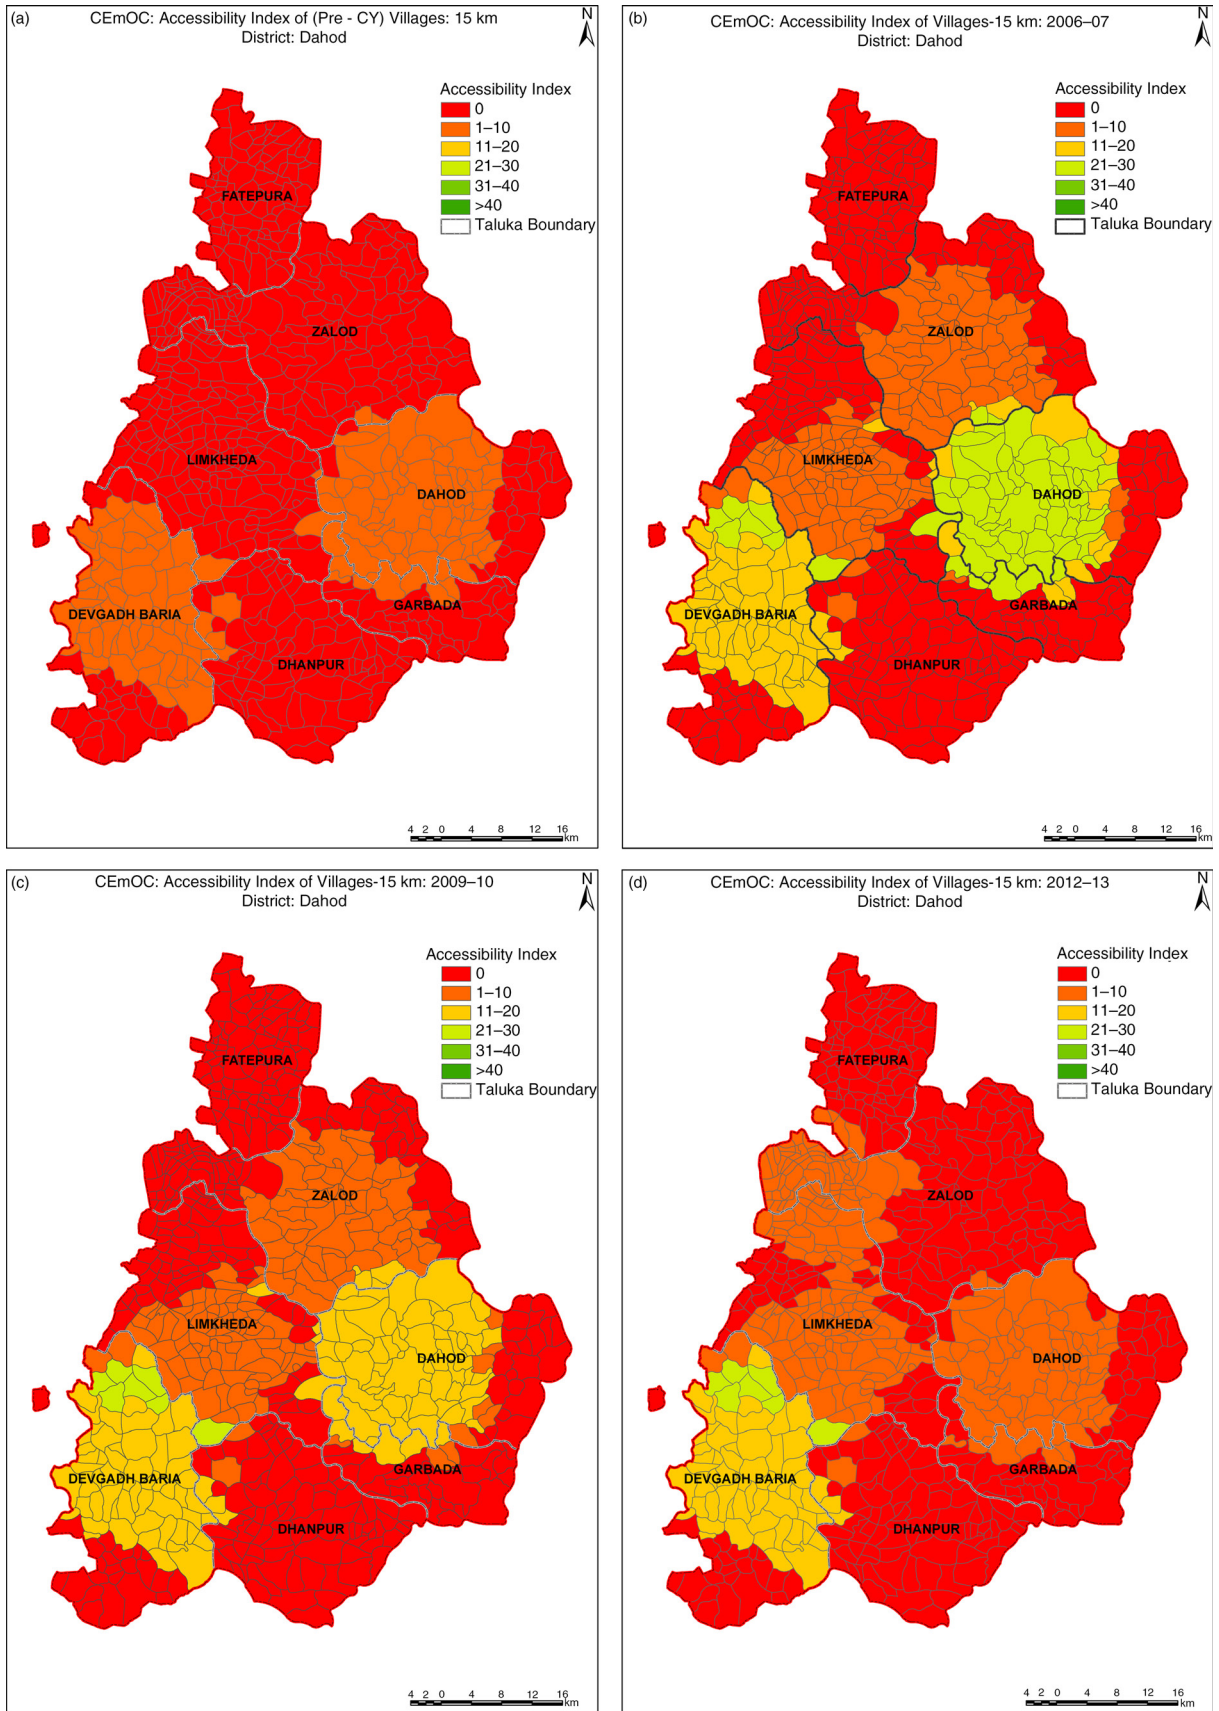 (a)
CEmOC: Accessibility Index of (Pre - CY) Villages: 15 km
District: Dahod
N
Accessibility Index
0
1–10
11–20
21–30
31–40
>40
Taluka Boundary
FATEPURA
ZALOD
LIMKHEDA
DAHOD
DEVGADH BARIA
GARBADA
DHANPUR
4 2 0 4 8 12 16
km
(b)
CEmOC: Accessibility Index of Villages-15 km: 2006–07
District: Dahod
N
Accessibility Index
0
1–10
11–20
21–30
31–40
>40
Taluka Boundary
FATEPURA
ZALOD
LIMKHEDA
DAHOD
DEVGADH BARIA
GARBADA
DHANPUR
4 2 0 4 8 12 16
km
(c)
CEmOC: Accessibility Index of Villages-15 km: 2009–10
District: Dahod
N
Accessibility Index
0
1–10
11–20
21–30
31–40
>40
Taluka Boundary
FATEPURA
ZALOD
LIMKHEDA
DAHOD
GARBADA
DEVGADH BARIA
DHANPUR
4 2 0 4 8 12 16
km
(d)
CEmOC: Accessibility Index of Villages-15 km: 2012–13
District: Dahod
N
Accessibility Index
0
1–10
11–20
21–30
31–40
>40
Taluka Boundary
FATEPURA
ZALOD
LIMKHEDA
DAHOD
GARBADA
DEVGADH BARIA
DHANPUR
4 2 0 4 8 12 16
km